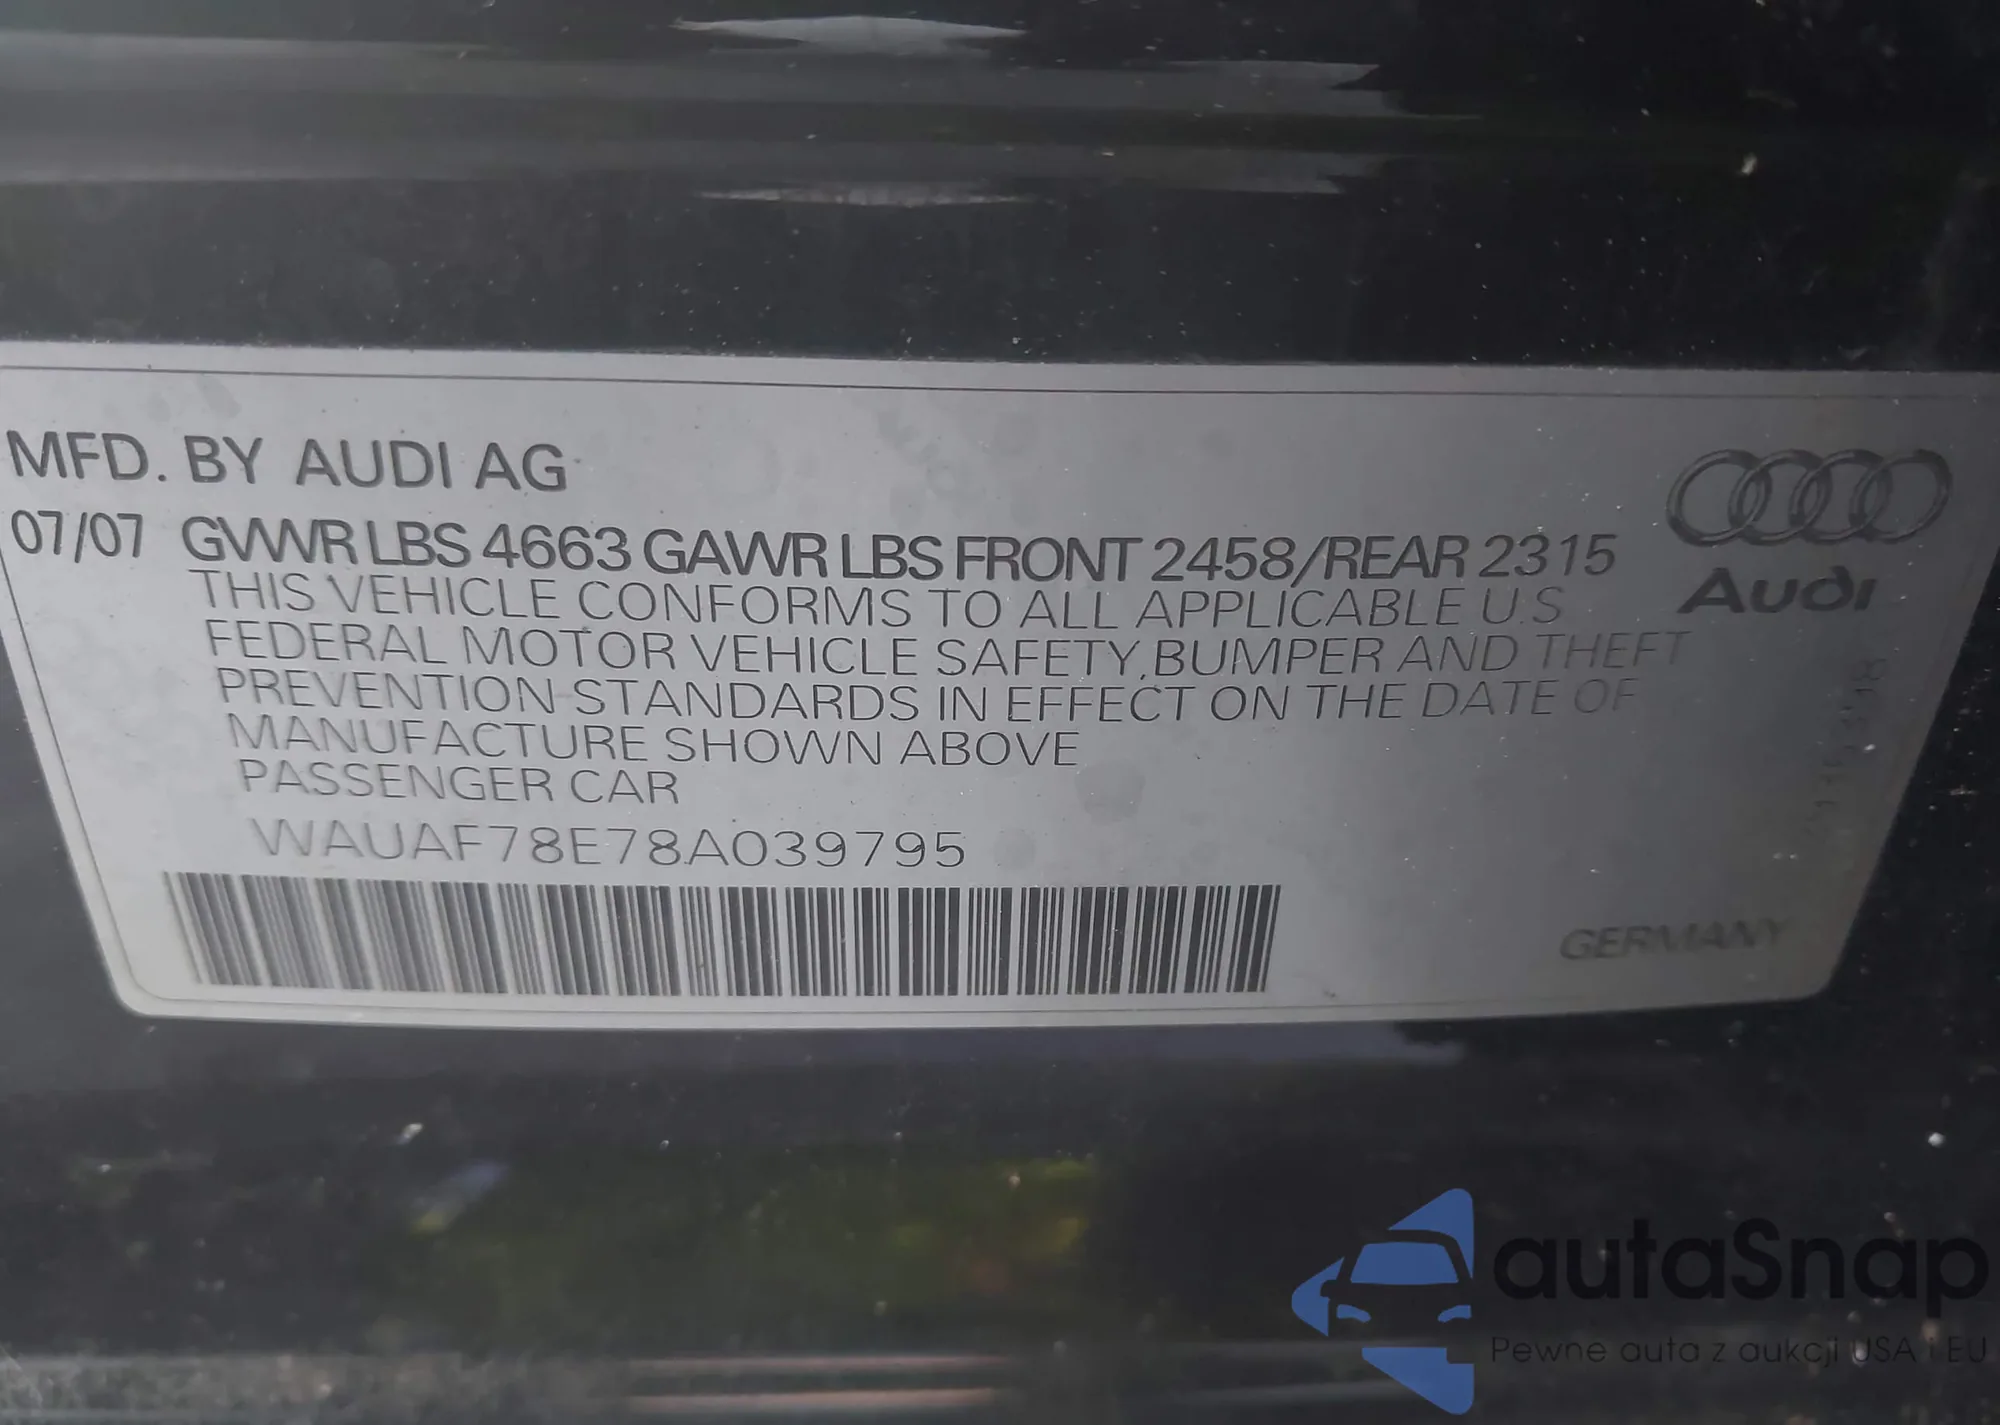 MFD. BY AUDI AG
07/07 GVWR LBS 4663 GAWR LBS FRONT 2458/REAR 2315
THIS VEHICLE CONFORMS TO ALL APPLICABLE U.S
FEDERAL MOTOR VEHICLE SAFETY, BUMPER AND THEFT
PREVENTION STANDARDS IN EFFECT ON THE DATE OF
MANUFACTURE SHOWN ABOVE
PASSENGER CAR
WAUAF78E78A039795
Audi
GERMANY
autaSnap
Pewne auta z aukcji USA i EU